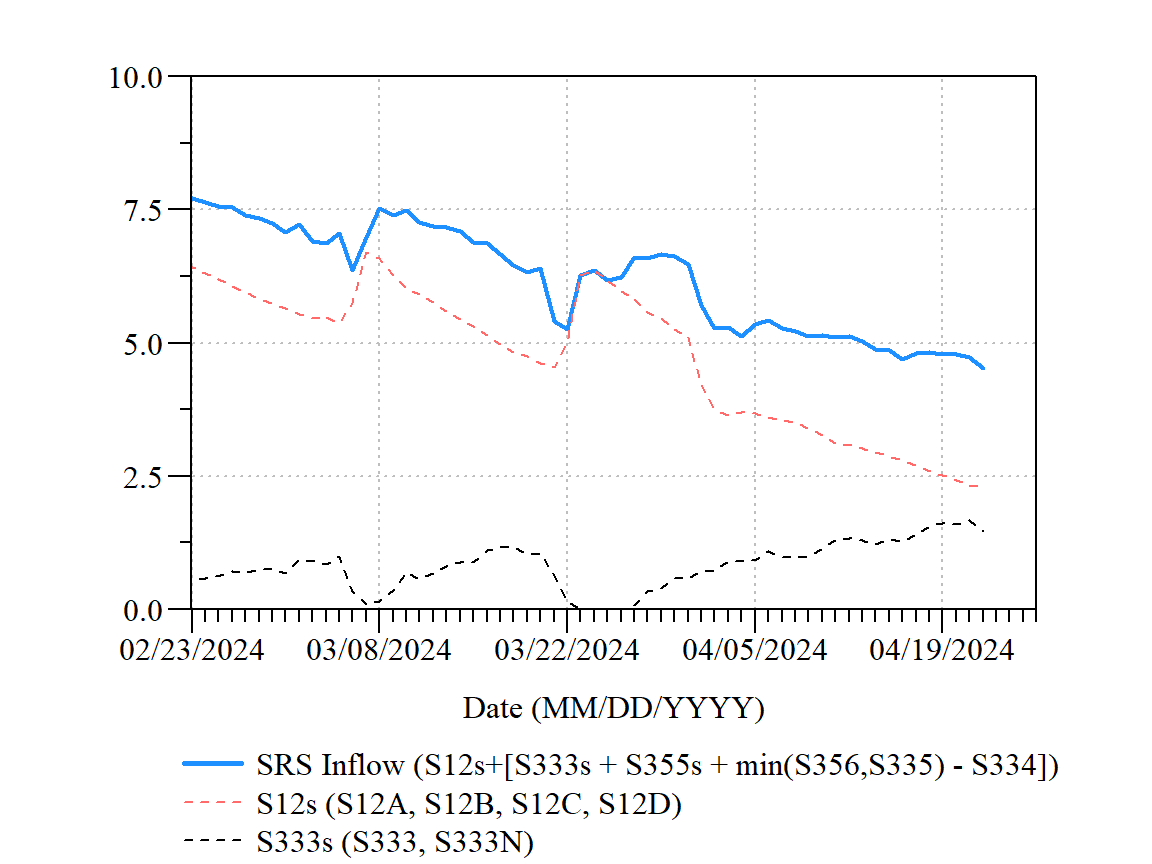 10.0
7.5
5.0
2.5
0.0
02/23/2024 03/08/2024 03/22/2024 04/05/2024 04/19/2024
Date (MM/DD/YYYY)
SRS Inflow (S12s+[S333s + S355s + min(S356,S335) - S334])
S12s (S12A, S12B, S12C, S12D)
S333s (S333, S333N)